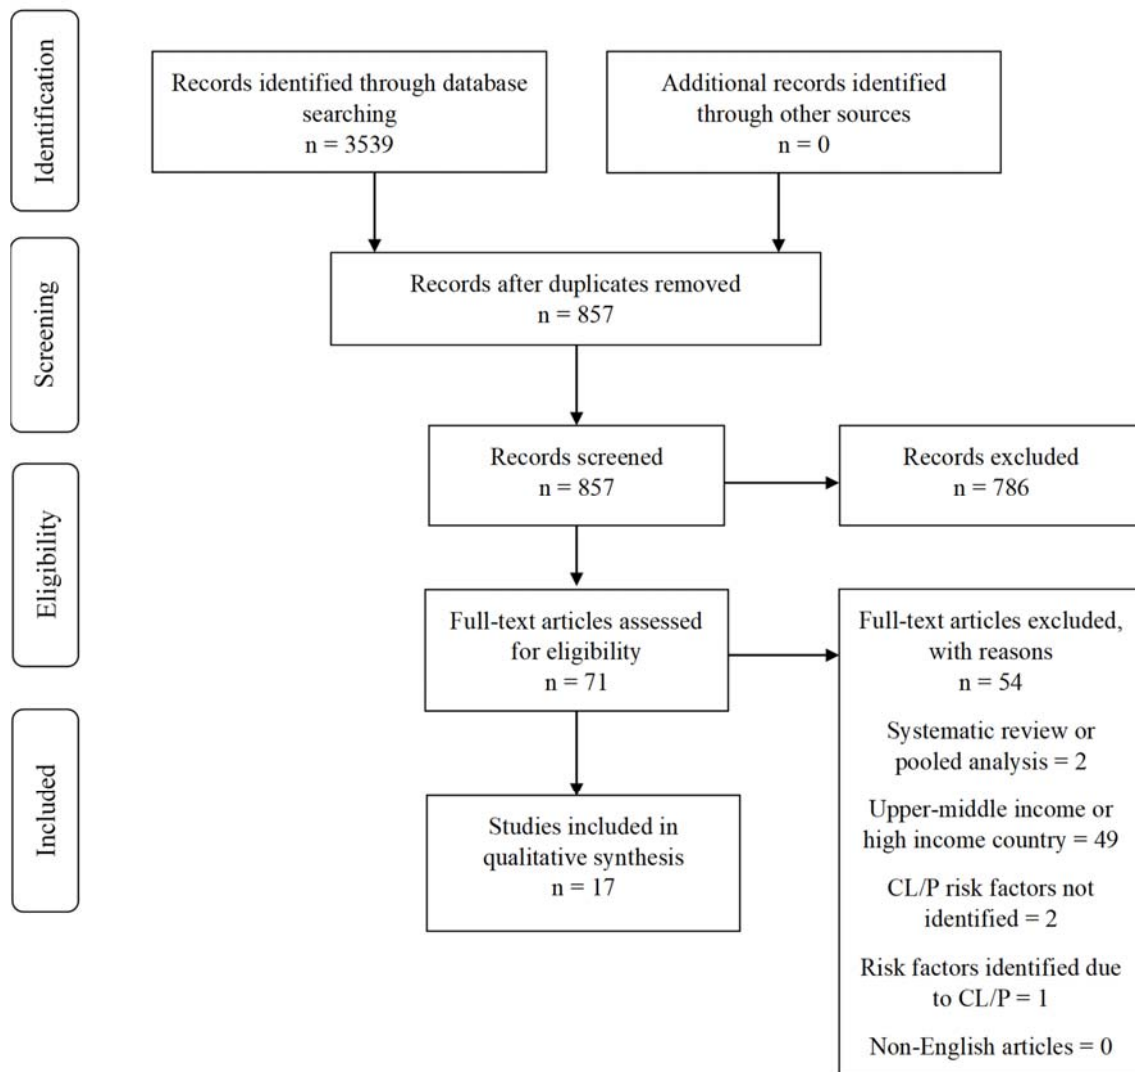 Identification
Records identified through database
searching
n = 3539
Additional records identified
through other sources
n = 0
Screening
Records after duplicates removed
n = 857
Records screened
n = 857
Records excluded
n = 786
Eligibility
Full-text articles assessed
for eligibility
n = 71
Full-text articles excluded,
with reasons
n = 54
Systematic review or
pooled analysis = 2
Upper-middle income or
high income country = 49
CL/P risk factors not
identified = 2
Risk factors identified due
to CL/P = 1
Non-English articles = 0
Included
Studies included in
qualitative synthesis
n = 17